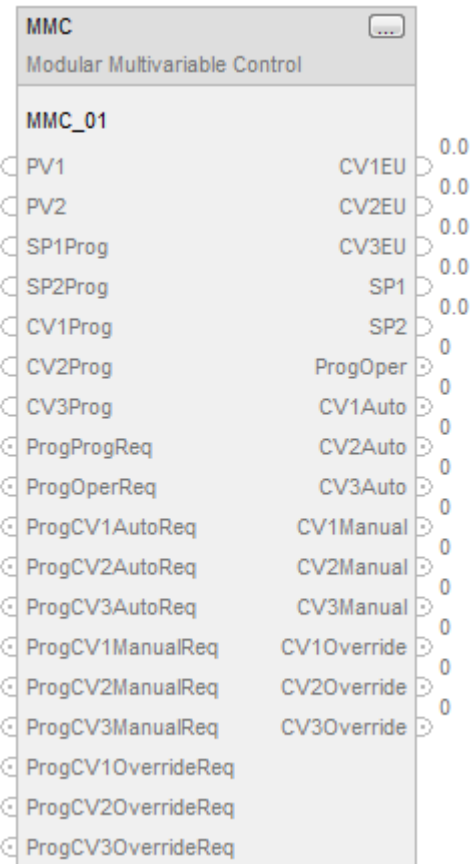 MMC ...
Modular Multivariable Control
MMC_01
0.0
PV1 CV1EU
0.0
PV2 CV2EU
0.0
SP1Prog CV3EU
0.0
SP2Prog SP1
0.0
CV1Prog SP2
0
CV2Prog ProgOper
0
CV3Prog CV1Auto
0
ProgProgReq CV2Auto
0
ProgOperReq CV3Auto
0
ProgCV1AutoReq CV1Manual
0
ProgCV2AutoReq CV2Manual
0
ProgCV3AutoReq CV3Manual
0
ProgCV1ManualReq CV1Override
0
ProgCV2ManualReq CV2Override
0
ProgCV3ManualReq CV3Override
ProgCV1OverrideReq
ProgCV2OverrideReq
ProgCV3OverrideReq